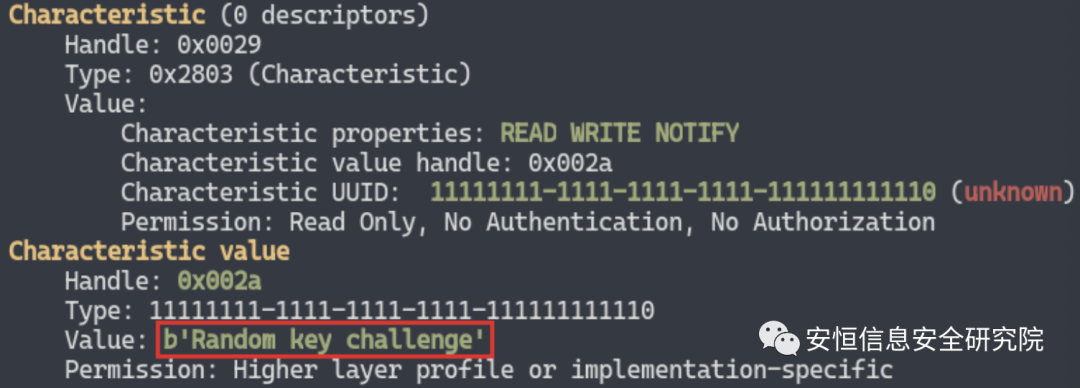 Characteristic (0 descriptors)
Handle: 0x0029
Type: 0x2803 (Characteristic)
Value:
Characteristic properties: READ WRITE NOTIFY
Characteristic value handle: 0x002a
Characteristic UUID: 11111111-1111-1111-1111-111111111110 (unknown)
Permission: Read Only, No Authentication, No Authorization
Characteristic value
Handle: 0x002a
Type: 11111111-1111-1111-1111-111111111110
Value: b'Random key challenge'
Permission: Higher layer profile or implementation-specific
安恒信息安全研究院